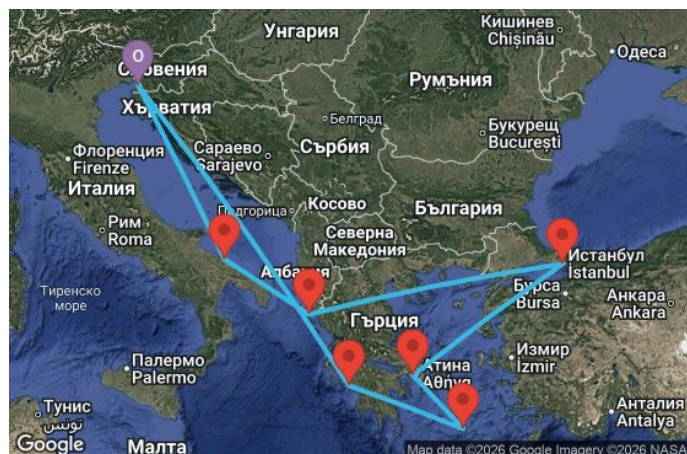 Кишинев
Chișinău
Унгария
Одеса
0
Словения
Румъния
Хърватия
Белград
Букурещ
București
Флоренция
Firenze
Сараево
Sarajevo
Сърбия
Италия
Подгорица
Косово
България
Рим
Roma
Северна
Македония
Албания
Истанбул
İstanbul
Тиренско
море
Бурса
Bursa
Анкара
Ankara
Гърция
Палермо
Palermo
Атина
Αθήνα
Измир
İzmir
Тунис
تونس
Анталия
Antalya
Google
Малта
Map data ©2026 Google Imagery ©2026 NASA